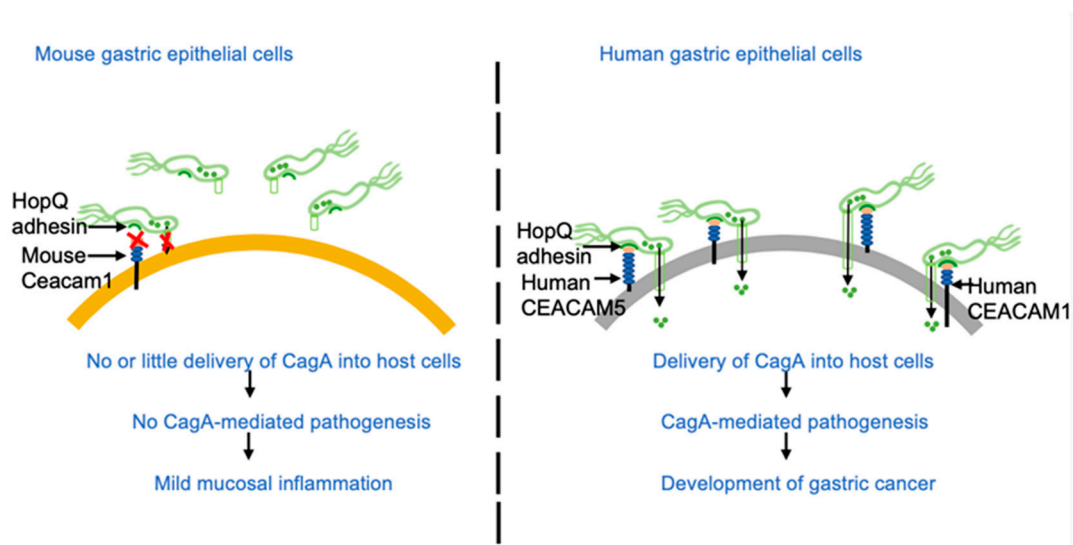 Mouse gastric epithelial cells
HopQ
adhesin
Mouse
Ceacam1
No or little delivery of CagA into host cells
No CagA-mediated pathogenesis
Mild mucosal inflammation
Human gastric epithelial cells
HopQ
adhesin
Human
CEACAM5
Human
CEACAM1
Delivery of CagA into host cells
CagA-mediated pathogenesis
Development of gastric cancer